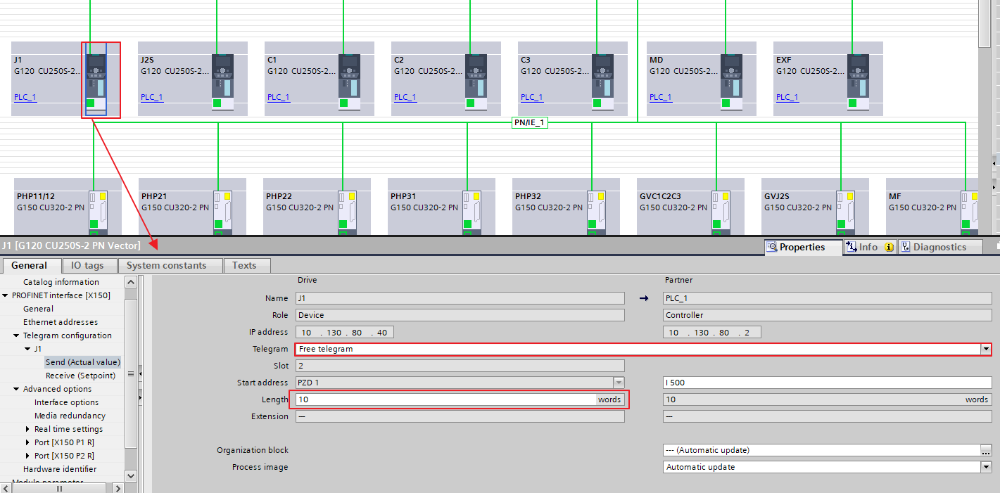 J1 J2S C1 C2 C3 MD EXF
G120 CU250S-2... G120 CU250S-2... G120 CU250S-2... G120 CU250S-2... G120 CU250S-2... G120 CU250S-2... G120 CU250S-2...
PLC_1 PLC_1 PLC_1 PLC_1 PLC_1 PLC_1 PLC_1
PN/IE_1
PHP11/12 PHP21 PHP22 PHP31 PHP32 GVC1C2C3 GVJ2S MF
G150 CU320-2 PN G150 CU320-2 PN G150 CU320-2 PN G150 CU320-2 PN G150 CU320-2 PN G150 CU320-2 PN G150 CU320-2 PN G150 CU320-2 PN
J1 [G120 CU250S-2 PN Vector] Properties Info Diagnostics
General IO tags System constants Texts
Catalog information
PROFINET interface [X150]
General
Ethernet addresses
Telegram configuration
J1
Send (Actual value)
Receive (Setpoint)
Advanced options
Interface options
Media redundancy
Real time settings
Port [X150 P1 R]
Port [X150 P2 R]
Hardware identifier
Module parameter
Drive Partner
Name J1 PLC_1
Role Device Controller
IP address 10 . 130 . 80 . 40 10 . 130 . 80 . 2
Telegram Free telegram
Slot 2
Start address PZD 1 I 500
Length 10 words 10 words
Extension --- ---
Organization block --- (Automatic update) ...
Process image Automatic update